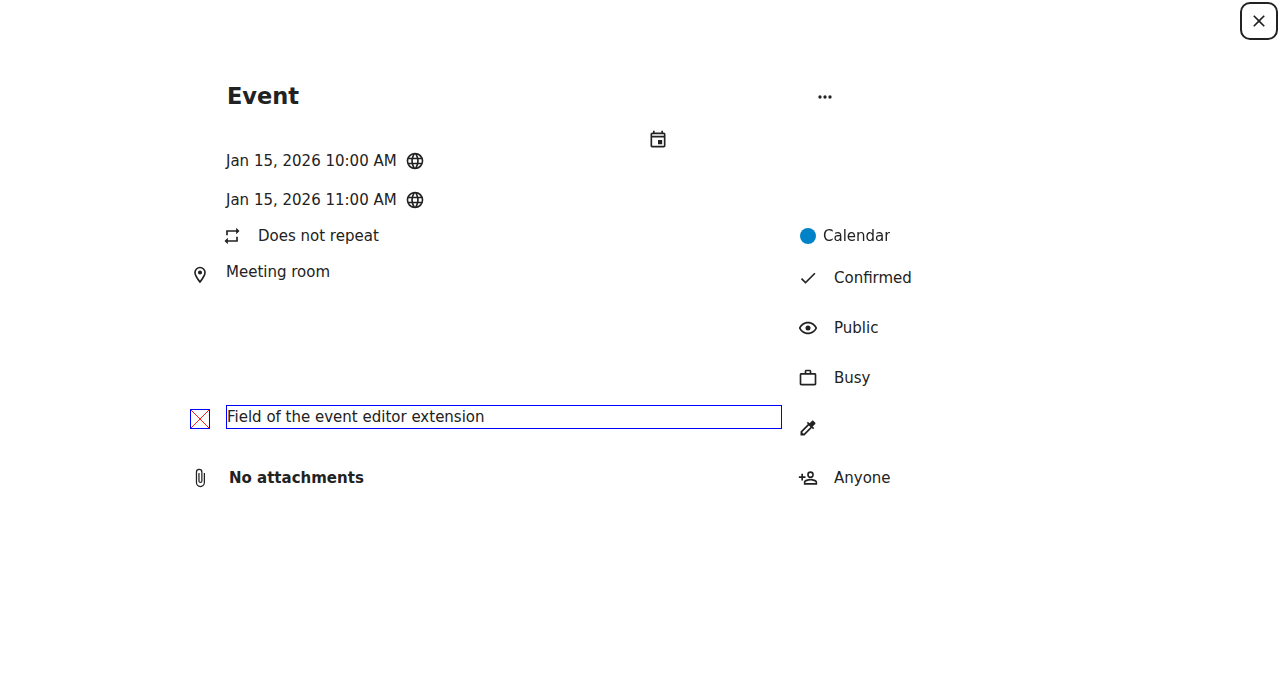 Event
Jan 15, 2026 10:00 AM
Jan 15, 2026 11:00 AM
Does not repeat
Meeting room
Field of the event editor extension
No attachments
Calendar
Confirmed
Public
Busy
Anyone